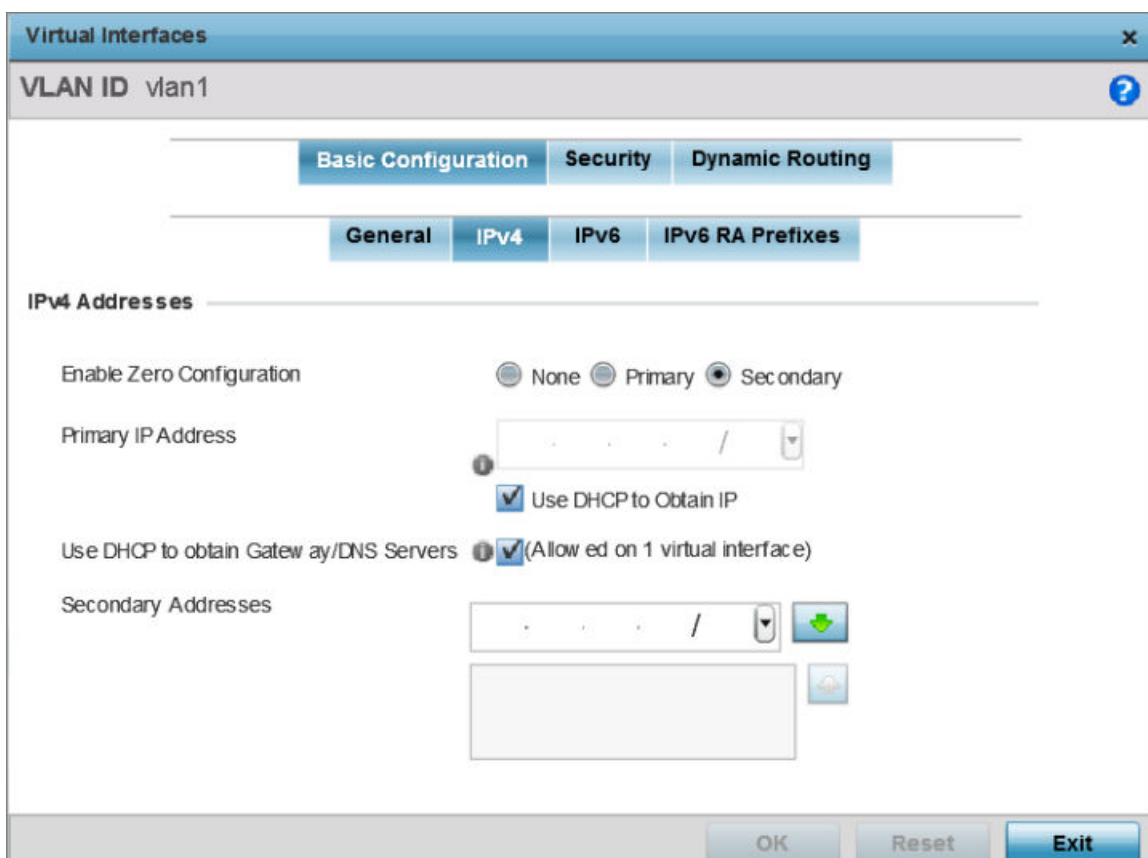 Virtual Interfaces
VLAN ID vlan1
Basic Configuration Security Dynamic Routing
General IPv4 IPv6 IPv6 RA Prefixes
IPv4 Addresses
Enable Zero Configuration None Primary Secondary
Primary IP Address . . . /
Use DHCP to Obtain IP
Use DHCP to obtain Gateway/DNS Servers (Allowed on 1 virtual interface)
Secondary Addresses . . . /
OK Reset Exit